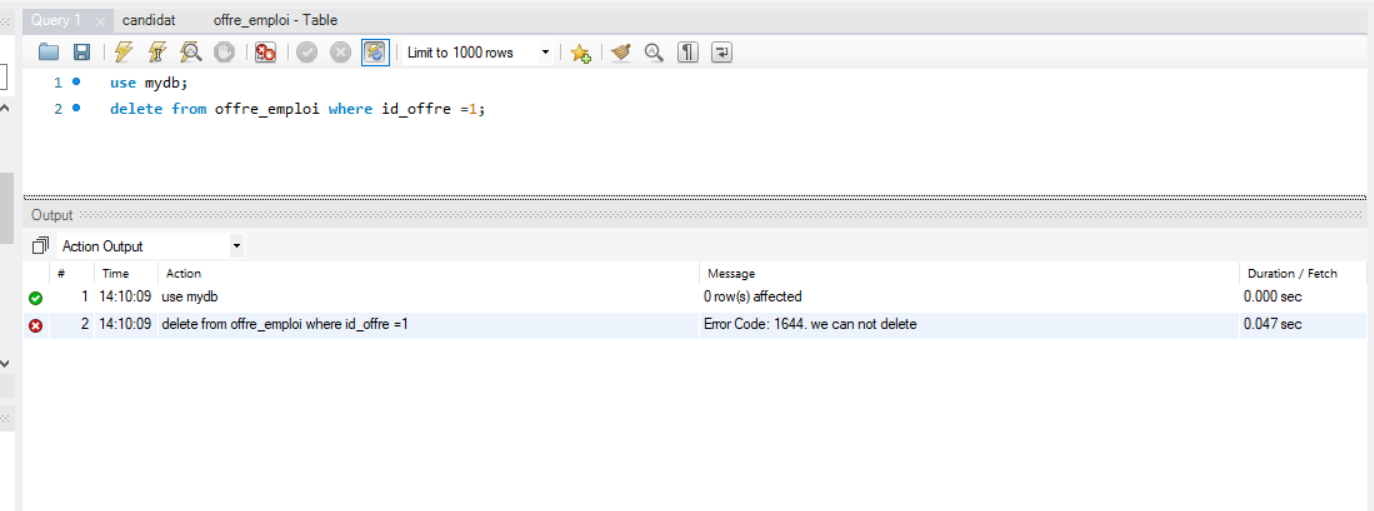 Query 1 candidat offre_emploi - Table
Limit to 1000 rows
1 use mydb;
2 delete from offre_emploi where id_offre =1;
Output
Action Output
# Time Action Message Duration / Fetch
1 14:10:09 use mydb 0 row(s) affected 0.000 sec
2 14:10:09 delete from offre_emploi where id_offre =1 Error Code: 1644. we can not delete 0.047 sec